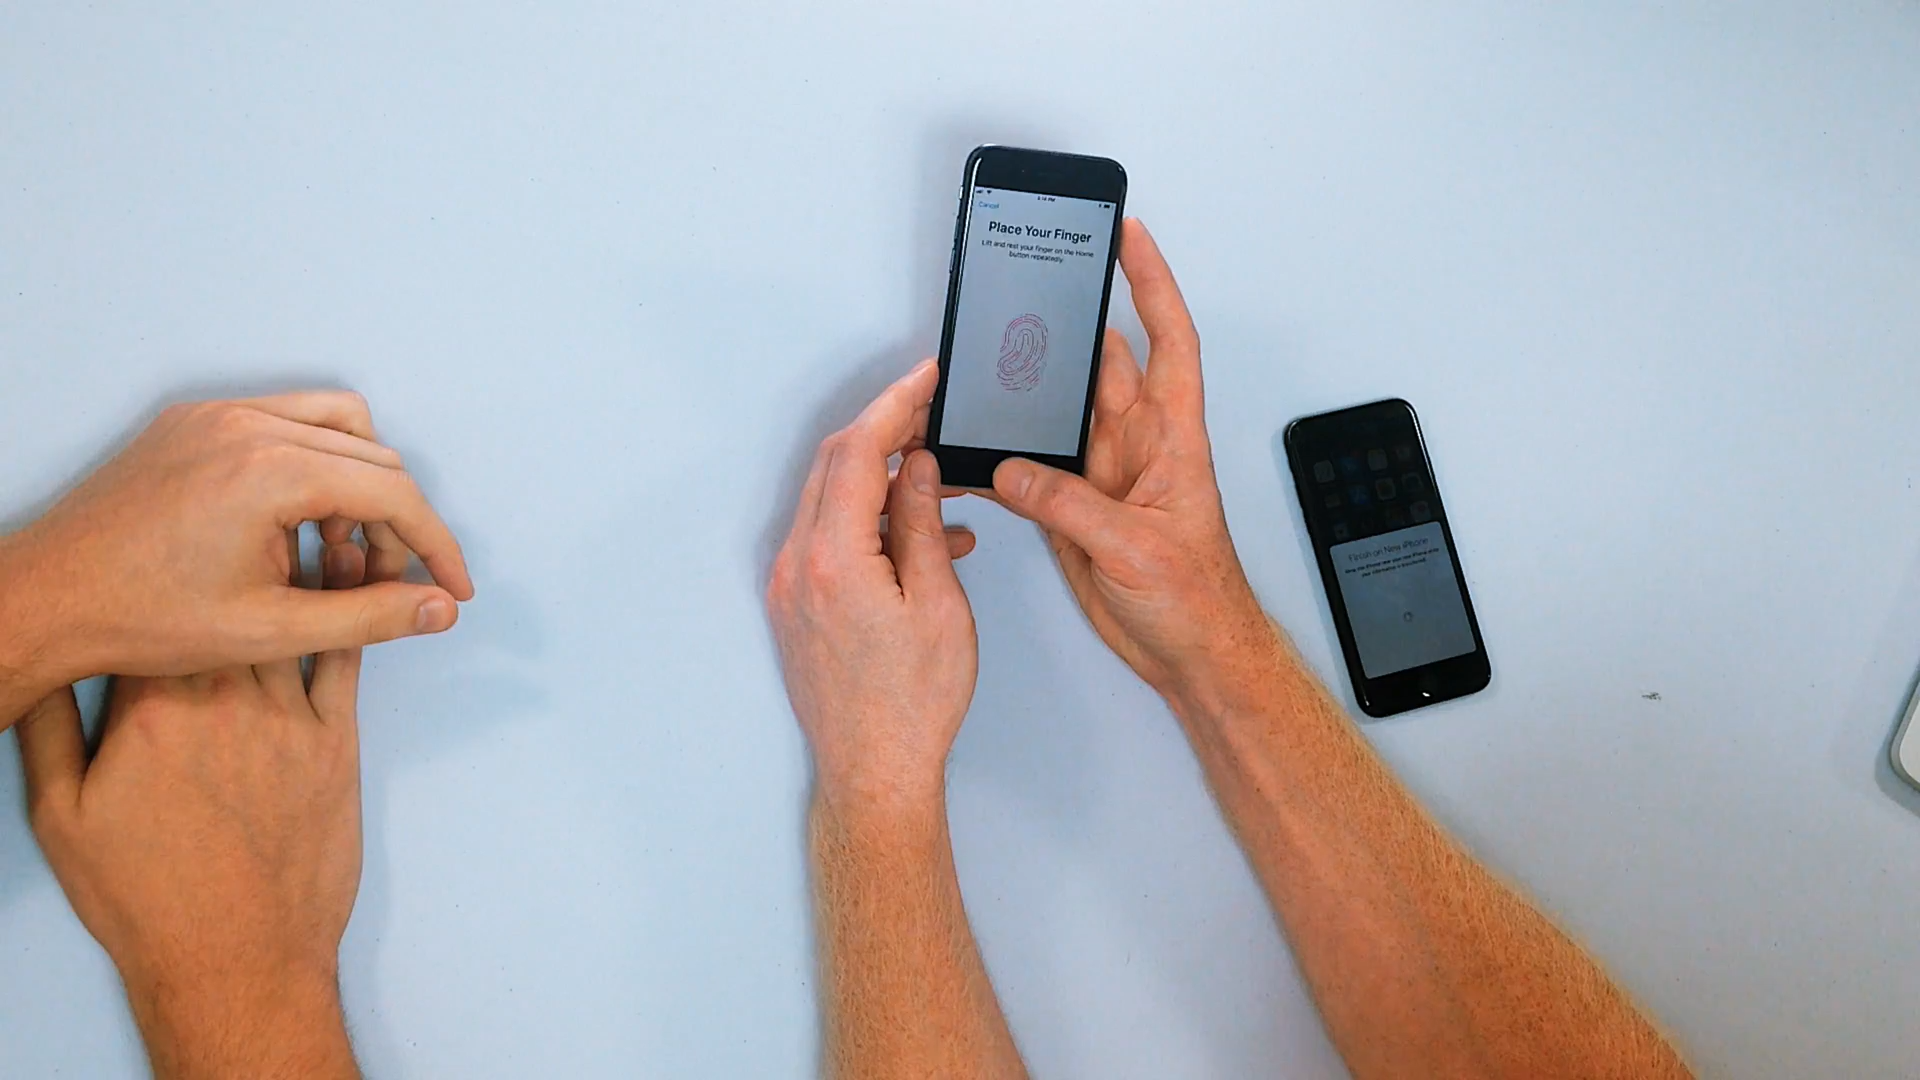 Cancel
Place Your Finger
Lift and rest your finger on the Home
button repeatedly.
Finish on New iPhone